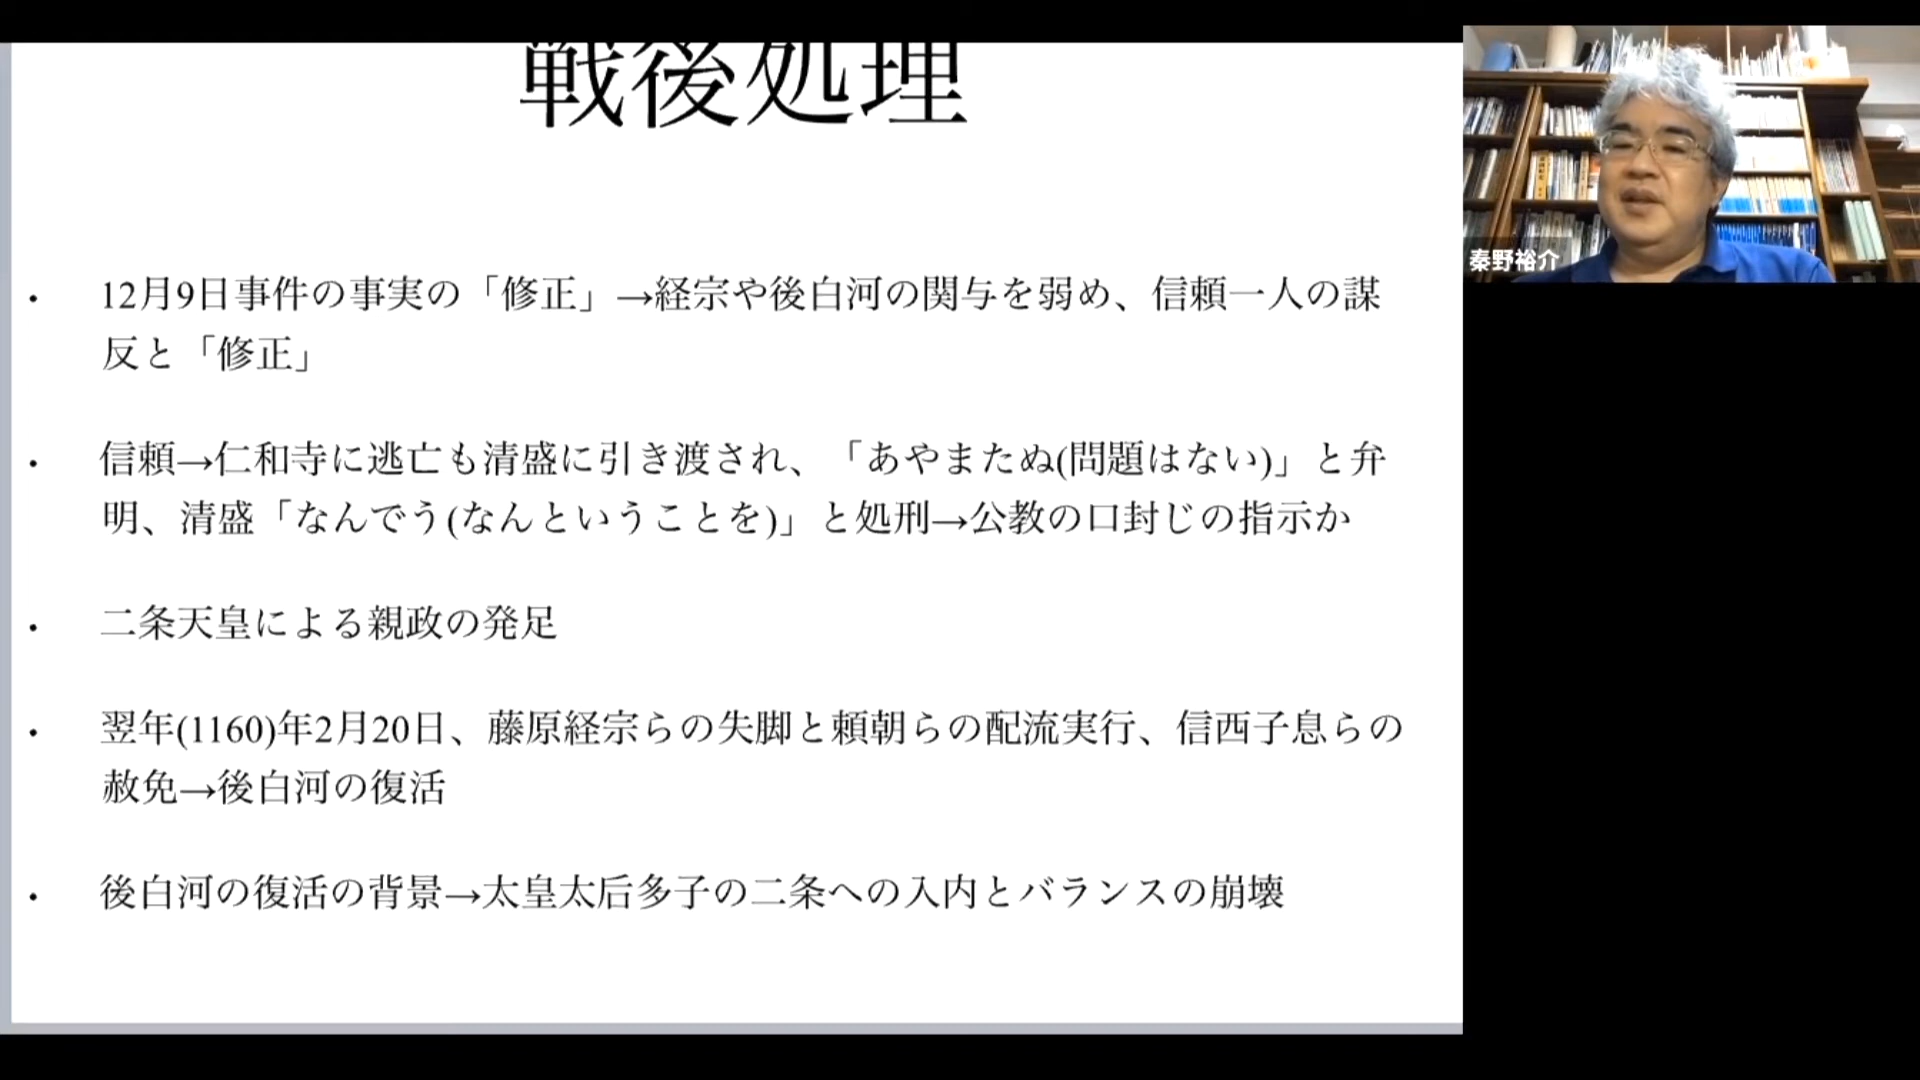 戦後処理
・ 12月9日事件の事実の「修正」→経宗や後白河の関与を弱め、信頼一人の謀
反と「修正」
・ 信頼→仁和寺に逃亡も清盛に引き渡され、「あやまたぬ(問題はない)」と弁
明、清盛「なんでう(なんということを)」と処刑→公教の口封じの指示か
・ 二条天皇による親政の発足
・ 翌年(1160)年2月20日、藤原経宗らの失脚と頼朝らの配流実行、信西子息らの
赦免→後白河の復活
・ 後白河の復活の背景→太皇太后多子の二条への入内とバランスの崩壊
秦野裕介